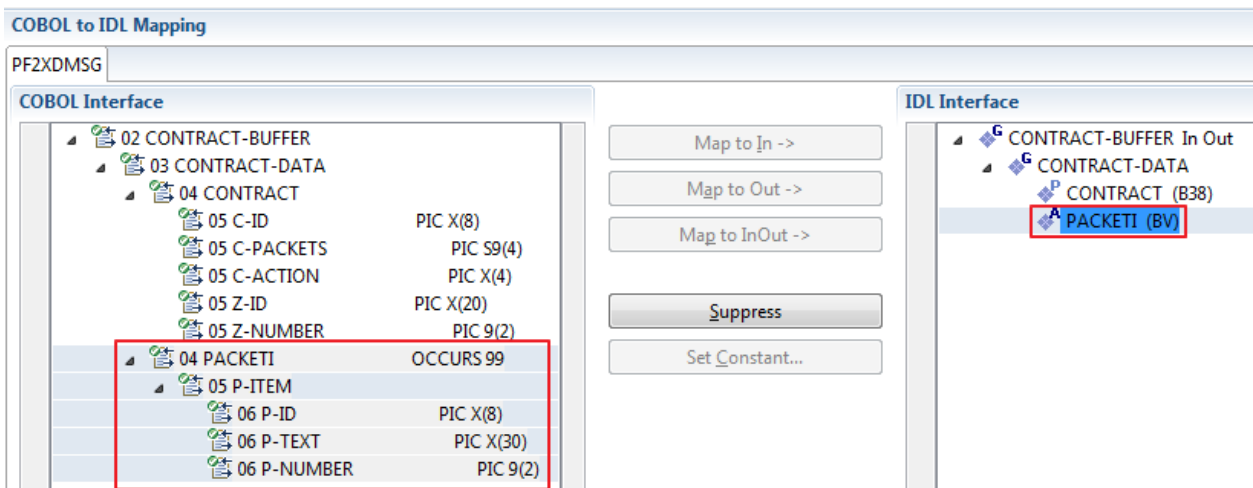 COBOL to IDL Mapping
PF2XDMSG
COBOL Interface
02 CONTRACT-BUFFER
03 CONTRACT-DATA
04 CONTRACT
05 C-ID PIC X(8)
05 C-PACKETS PIC S9(4)
05 C-ACTION PIC X(4)
05 Z-ID PIC X(20)
05 Z-NUMBER PIC 9(2)
04 PACKETI OCCURS 99
05 P-ITEM
06 P-ID PIC X(8)
06 P-TEXT PIC X(30)
06 P-NUMBER PIC 9(2)
Map to In ->
Map to Out ->
Map to InOut ->
Suppress
Set Constant...
IDL Interface
G CONTRACT-BUFFER In Out
G CONTRACT-DATA
P CONTRACT (B38)
A PACKETI (BV)